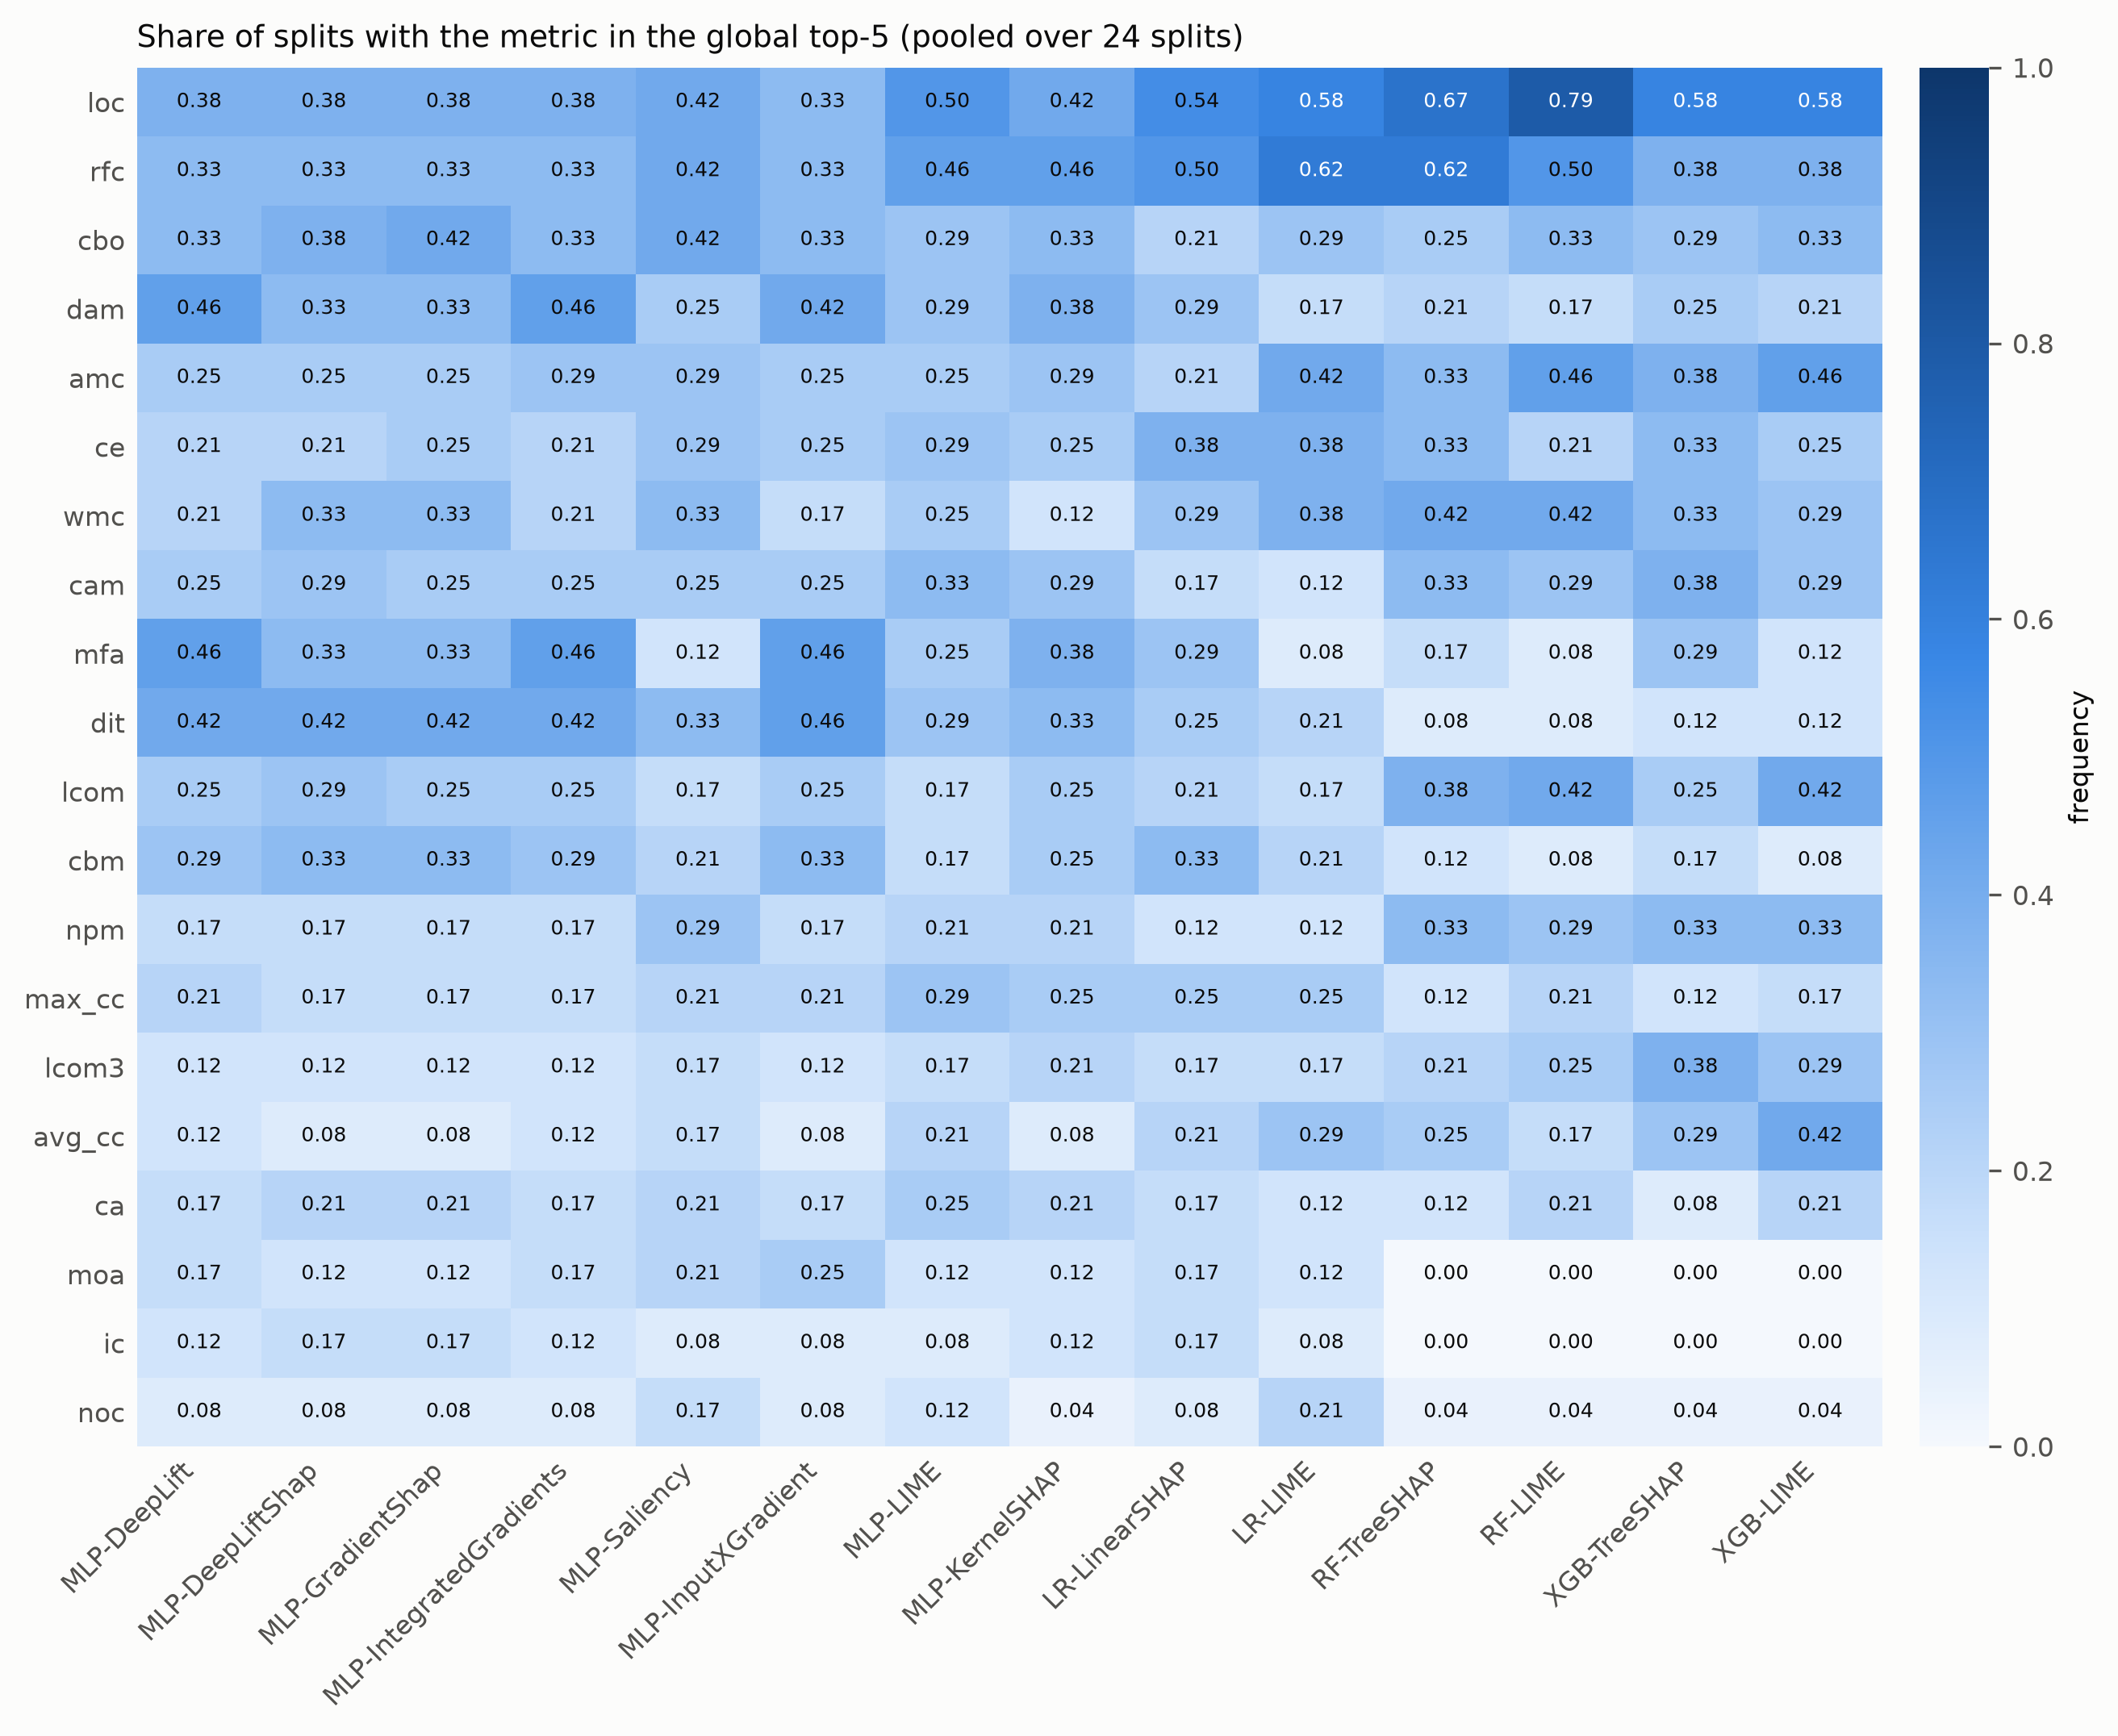 Share of splits with the metric in the global top-5 (pooled over 24 splits)
loc 0.38 0.38 0.38 0.38 0.42 0.33 0.50 0.42 0.54 0.58 0.67 0.79 0.58 0.58
rfc 0.33 0.33 0.33 0.33 0.42 0.33 0.46 0.46 0.50 0.62 0.62 0.50 0.38 0.38
cbo 0.33 0.38 0.42 0.33 0.42 0.33 0.29 0.33 0.21 0.29 0.25 0.33 0.29 0.33
dam 0.46 0.33 0.33 0.46 0.25 0.42 0.29 0.38 0.29 0.17 0.21 0.17 0.25 0.21
amc 0.25 0.25 0.25 0.29 0.29 0.25 0.25 0.29 0.21 0.42 0.33 0.46 0.38 0.46
ce 0.21 0.21 0.25 0.21 0.29 0.25 0.29 0.25 0.38 0.38 0.33 0.21 0.33 0.25
wmc 0.21 0.33 0.33 0.21 0.33 0.17 0.25 0.12 0.29 0.38 0.42 0.42 0.33 0.29
cam 0.25 0.29 0.25 0.25 0.25 0.25 0.33 0.29 0.17 0.12 0.33 0.29 0.38 0.29
mfa 0.46 0.33 0.33 0.46 0.12 0.46 0.25 0.38 0.29 0.08 0.17 0.08 0.29 0.12
dit 0.42 0.42 0.42 0.42 0.33 0.46 0.29 0.33 0.25 0.21 0.08 0.08 0.12 0.12
lcom 0.25 0.29 0.25 0.25 0.17 0.25 0.17 0.25 0.21 0.17 0.38 0.42 0.25 0.42
cbm 0.29 0.33 0.33 0.29 0.21 0.33 0.17 0.25 0.33 0.21 0.12 0.08 0.17 0.08
npm 0.17 0.17 0.17 0.17 0.29 0.17 0.21 0.21 0.12 0.12 0.33 0.29 0.33 0.33
max_cc 0.21 0.17 0.17 0.17 0.21 0.21 0.29 0.25 0.25 0.25 0.12 0.21 0.12 0.17
lcom3 0.12 0.12 0.12 0.12 0.17 0.12 0.17 0.21 0.17 0.17 0.21 0.25 0.38 0.29
avg_cc 0.12 0.08 0.08 0.12 0.17 0.08 0.21 0.08 0.21 0.29 0.25 0.17 0.29 0.42
ca 0.17 0.21 0.21 0.17 0.21 0.17 0.25 0.21 0.17 0.12 0.12 0.21 0.08 0.21
moa 0.17 0.12 0.12 0.17 0.21 0.25 0.12 0.12 0.17 0.12 0.00 0.00 0.00 0.00
ic 0.12 0.17 0.17 0.12 0.08 0.08 0.08 0.12 0.17 0.08 0.00 0.00 0.00 0.00
noc 0.08 0.08 0.08 0.08 0.17 0.08 0.12 0.04 0.08 0.21 0.04 0.04 0.04 0.04
MLP-DeepLift
MLP-DeepLiftShap
MLP-GradientShap
MLP-IntegratedGradients
MLP-Saliency
MLP-InputXGradient
MLP-LIME
MLP-KernelSHAP
LR-LinearSHAP
LR-LIME
RF-TreeSHAP
RF-LIME
XGB-TreeSHAP
XGB-LIME
1.0
0.8
0.6
0.4
0.2
0.0
frequency